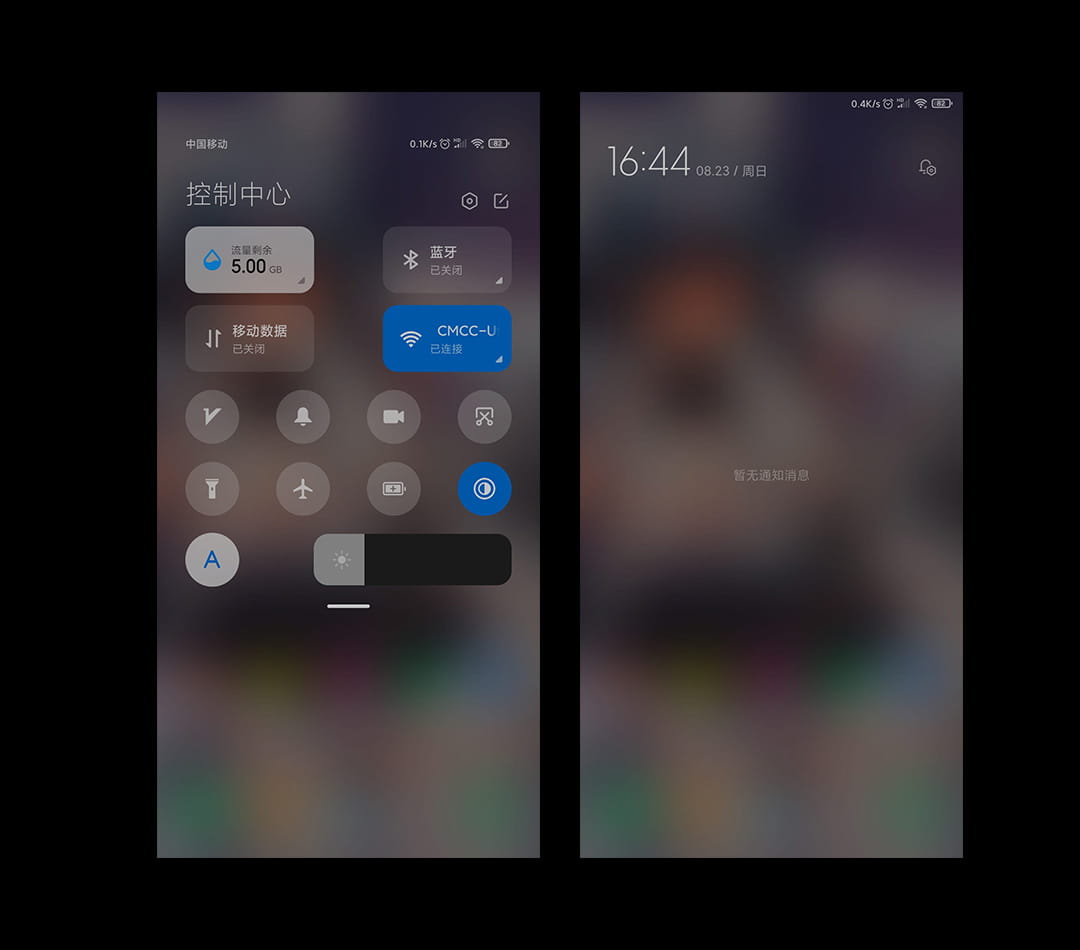 中国移动
0.1K/s HD 82
控制中心
流量剩余
5.00 GB
蓝牙
已关闭
移动数据
已关闭
CMCC-U
已连接
A
0.4K/s HD 82
16:44 08.23 / 周日
暂无通知消息